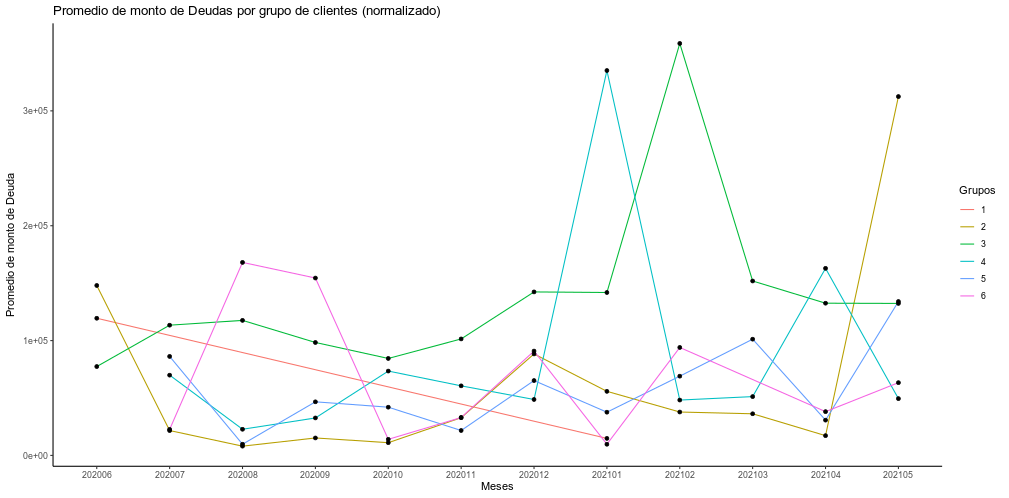 Promedio de monto de Deudas por grupo de clientes (normalizado)
Promedio de monto de Deuda
3e+05
2e+05
1e+05
0e+00
202006 202007 202008 202009 202010 202011 202012 202101 202102 202103 202104 202105
Meses
Grupos
1
2
3
4
5
6